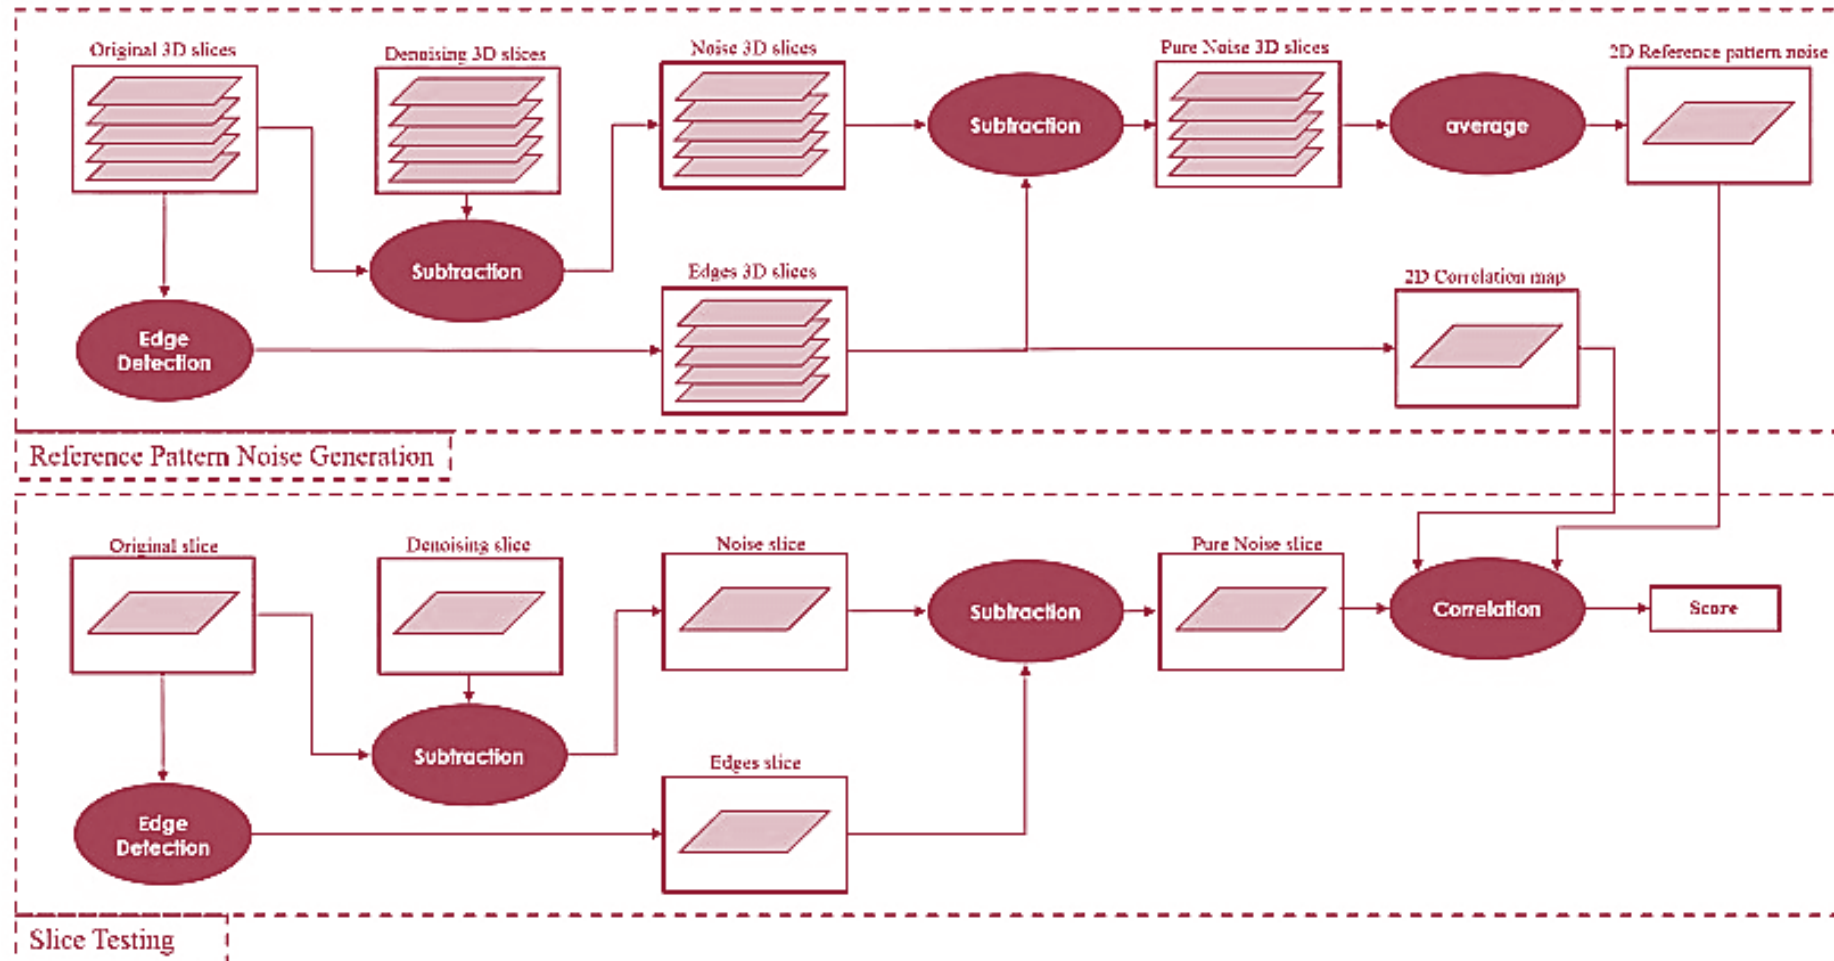 Original 3D slices
Denoising 3D slices
Noise 3D slices
Pure Noise 3D slices
2D Reference pattern noise
Subtraction
average
Subtraction
Edges 3D slices
2D Correlation map
Edge
Detection
Reference Pattern Noise Generation
Original slice
Denoising slice
Noise slice
Pure Noise slice
Subtraction
Correlation
Score
Subtraction
Edges slice
Edge
Detection
Slice Testing